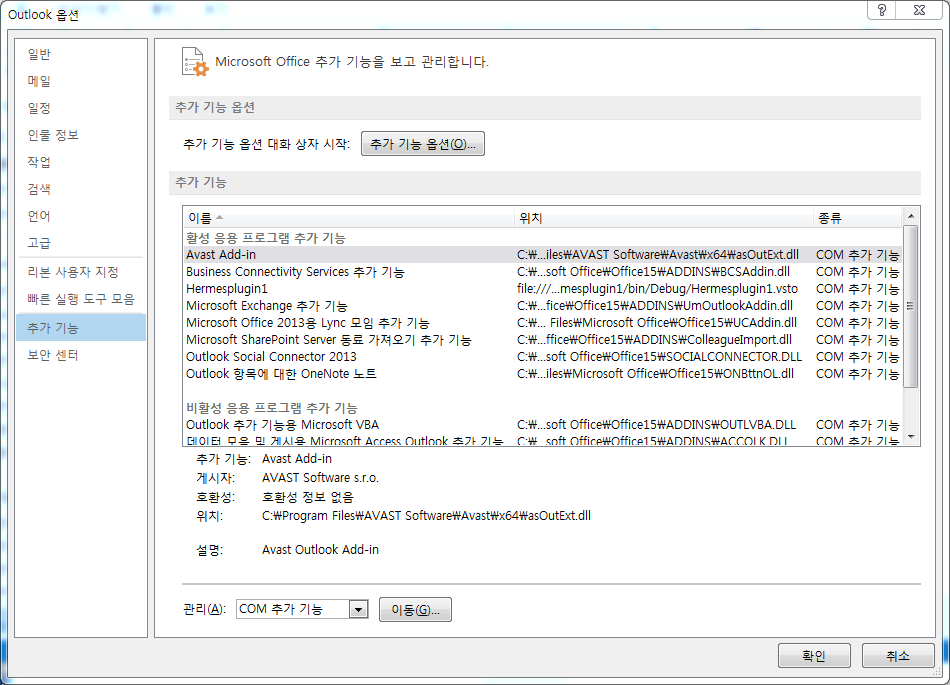 Outlook 옵션
일반
메일
일정
인물 정보
작업
검색
언어
고급
리본 사용자 지정
빠른 실행 도구 모음
추가 기능
보안 센터
Microsoft Office 추가 기능을 보고 관리합니다.
추가 기능 옵션
추가 기능 옵션 대화 상자 시작: 추가 기능 옵션(O)...
추가 기능
이름 위치 종류
활성 응용 프로그램 추가 기능
Avast Add-in C:₩...iles₩AVAST Software₩Avast₩x64₩asOutExt.dll COM 추가 기능
Business Connectivity Services 추가 기능 C:₩...soft Office₩Office15₩ADDINS₩BCSAddin.dll COM 추가 기능
Hermesplugin1 file:///...mesplugin1/bin/Debug/Hermesplugin1.vsto COM 추가 기능
Microsoft Exchange 추가 기능 C:₩...fice₩Office15₩ADDINS₩UmOutlookAddin.dll COM 추가 기능
Microsoft Office 2013용 Lync 모임 추가 기능 C:₩... Files₩Microsoft Office₩Office15₩UCAddin.dll COM 추가 기능
Microsoft SharePoint Server 동료 가져오기 추가 기능 C:₩...ffice₩Office15₩ADDINS₩ColleagueImport.dll COM 추가 기능
Outlook Social Connector 2013 C:₩...soft Office₩Office15₩SOCIALCONNECTOR.DLL COM 추가 기능
Outlook 항목에 대한 OneNote 노트 C:₩...iles₩Microsoft Office₩Office15₩ONBttnOL.dll COM 추가 기능
비활성 응용 프로그램 추가 기능
Outlook 추가 기능용 Microsoft VBA C:₩...soft Office₩Office15₩ADDINS₩OUTLVBA.DLL COM 추가 기능
데이터 모음 및 게시용 Microsoft Access Outlook 추가 기능 C:₩...soft Office₩Office15₩ADDINS₩ACCOLK.DLL COM 추가 기능
추가 기능: Avast Add-in
게시자: AVAST Software s.r.o.
호환성: 호환성 정보 없음
위치: C:₩Program Files₩AVAST Software₩Avast₩x64₩asOutExt.dll
설명: Avast Outlook Add-in
관리(A): COM 추가 기능 이동(G)...
확인 취소